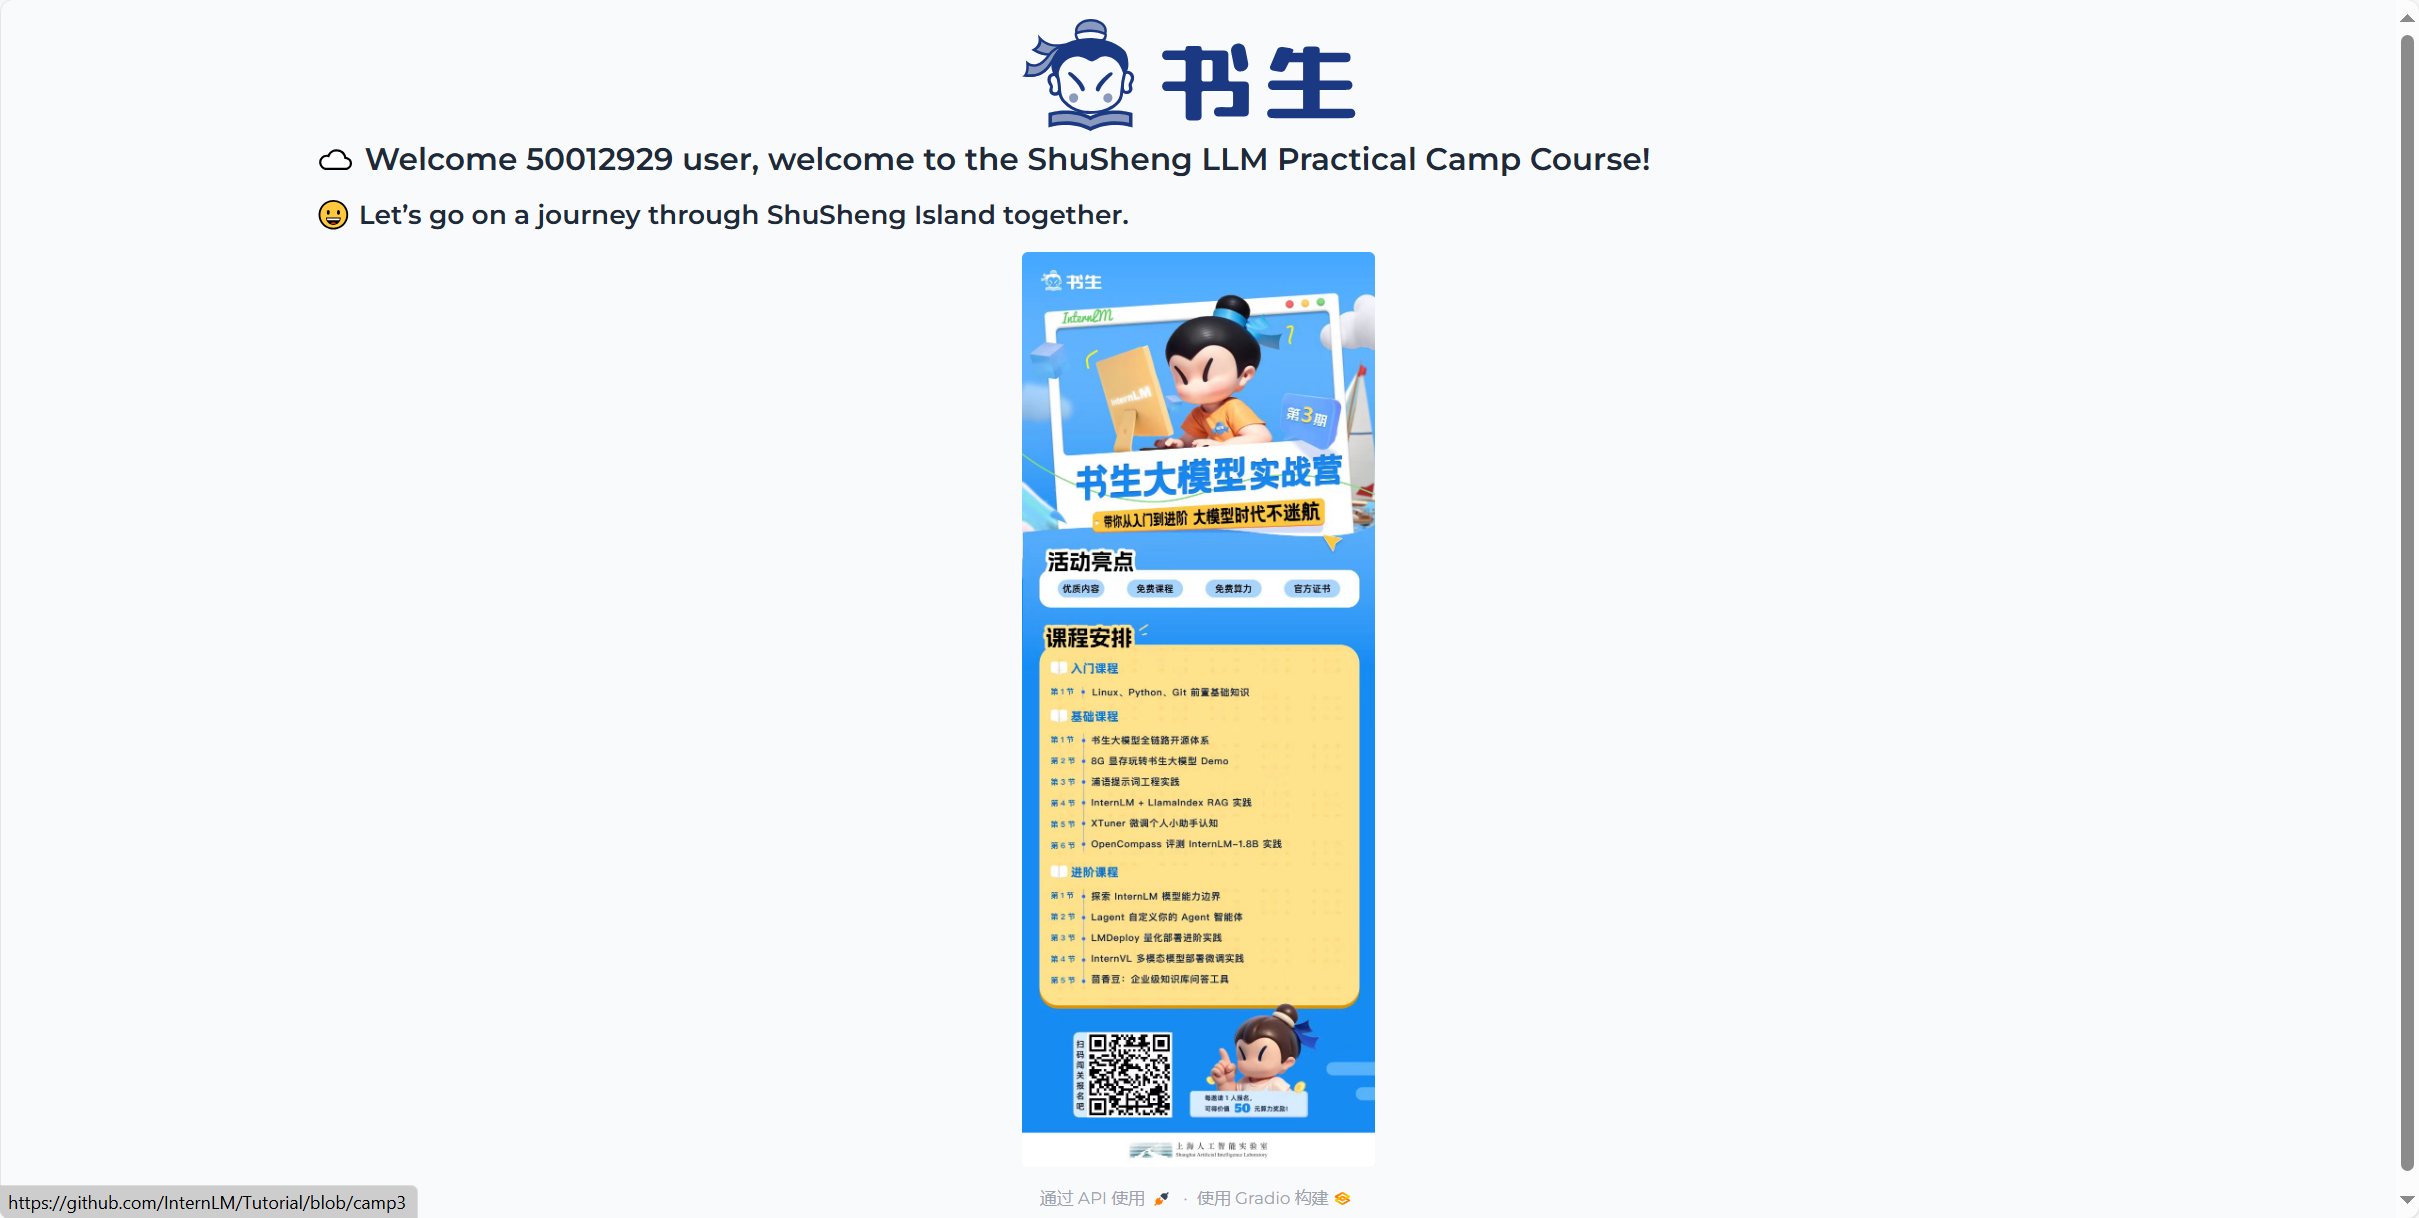 书生
Welcome 50012929 user, welcome to the ShuSheng LLM Practical Camp Course!
Let’s go on a journey through ShuSheng Island together.
书生
InternLM
InternLM
第3期
书生大模型实战营
带你从入门到进阶 大模型时代不迷航
活动亮点
优质内容 免费课程 免费算力 官方证书
课程安排
入门课程
第1节 Linux、Python、Git 前置基础知识
基础课程
第1节 书生大模型全链路开源体系
第2节 8G 显存玩转书生大模型 Demo
第3节 浦语提示词工程实践
第4节 InternLM + LlamaIndex RAG 实践
第5节 XTuner 微调个人小助手认知
第6节 OpenCompass 评测 InternLM-1.8B 实践
进阶课程
第1节 探索 InternLM 模型能力边界
第2节 Lagent 自定义你的 Agent 智能体
第3节 LMDeploy 量化部署进阶实践
第4节 InternVL 多模态模型部署微调实践
第5节 茴香豆：企业级知识库问答工具
扫码闯关报名吧
每邀请1人报名，
可得价值 50 元算力奖励!
上海人工智能实验室
Shanghai Artificial Intelligence Laboratory
通过 API 使用 · 使用 Gradio 构建
https://github.com/InternLM/Tutorial/blob/camp3